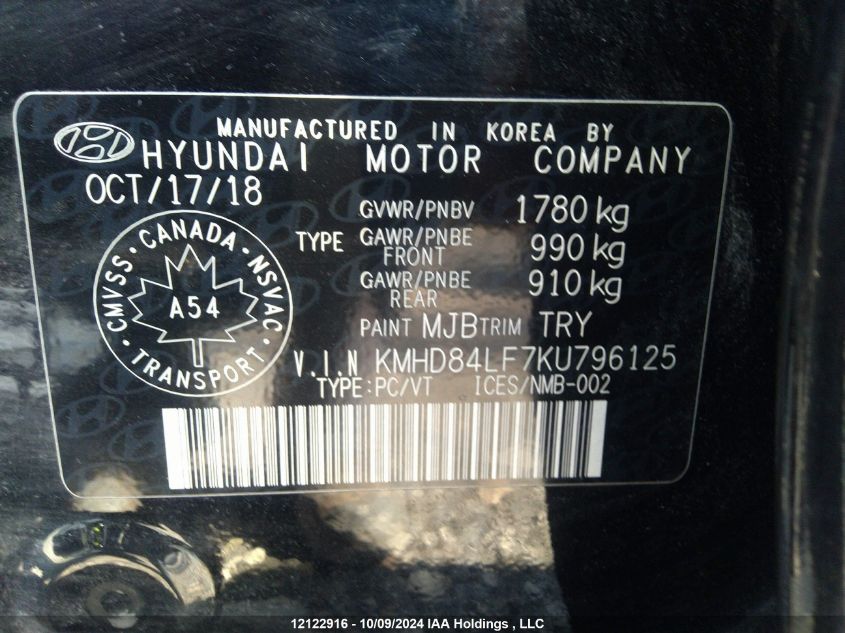 MANUFACTURED IN KOREA BY
HYUNDAI MOTOR COMPANY
OCT/17/18
GVWR/PNBV 1780 kg
TYPE GAWR/PNBE FRONT 990 kg
GAWR/PNBE REAR 910 kg
PAINT MJB TRIM TRY
CMVSS · CANADA · NSVAC · TRANSPORT ·
A54
V.I.N KMHD84LF7KU796125
TYPE:PC/VT ICES/NMB-002
12122916 - 10/09/2024 IAA Holdings , LLC